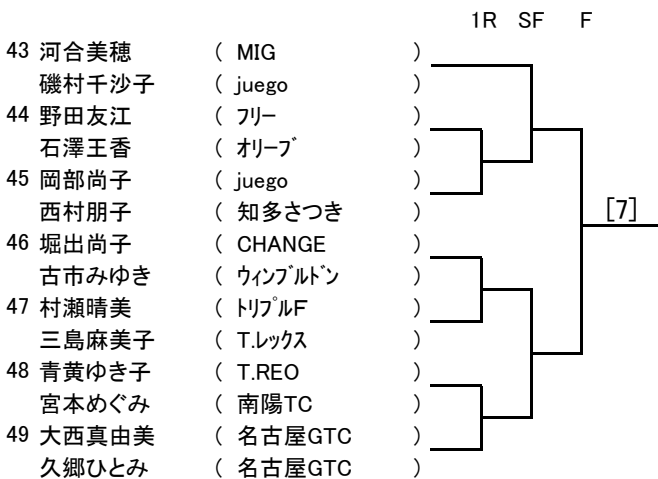 1R SF F
43 河合美穂 ( MIG )
磯村千沙子 ( juego )
44 野田友江 ( ﾌﾘｰ )
石澤王香 ( ｵﾘｰﾌﾞ )
45 岡部尚子 ( juego )
西村朋子 ( 知多さつき )
[7]
46 堀出尚子 ( CHANGE )
古市みゆき ( ｳｨﾝﾌﾞﾙﾄﾞﾝ )
47 村瀬晴美 ( ﾄﾘﾌﾟﾙF )
三島麻美子 ( T.ﾚｯｸｽ )
48 青黄ゆき子 ( T.REO )
宮本めぐみ ( 南陽TC )
49 大西真由美 ( 名古屋GTC )
久郷ひとみ ( 名古屋GTC )